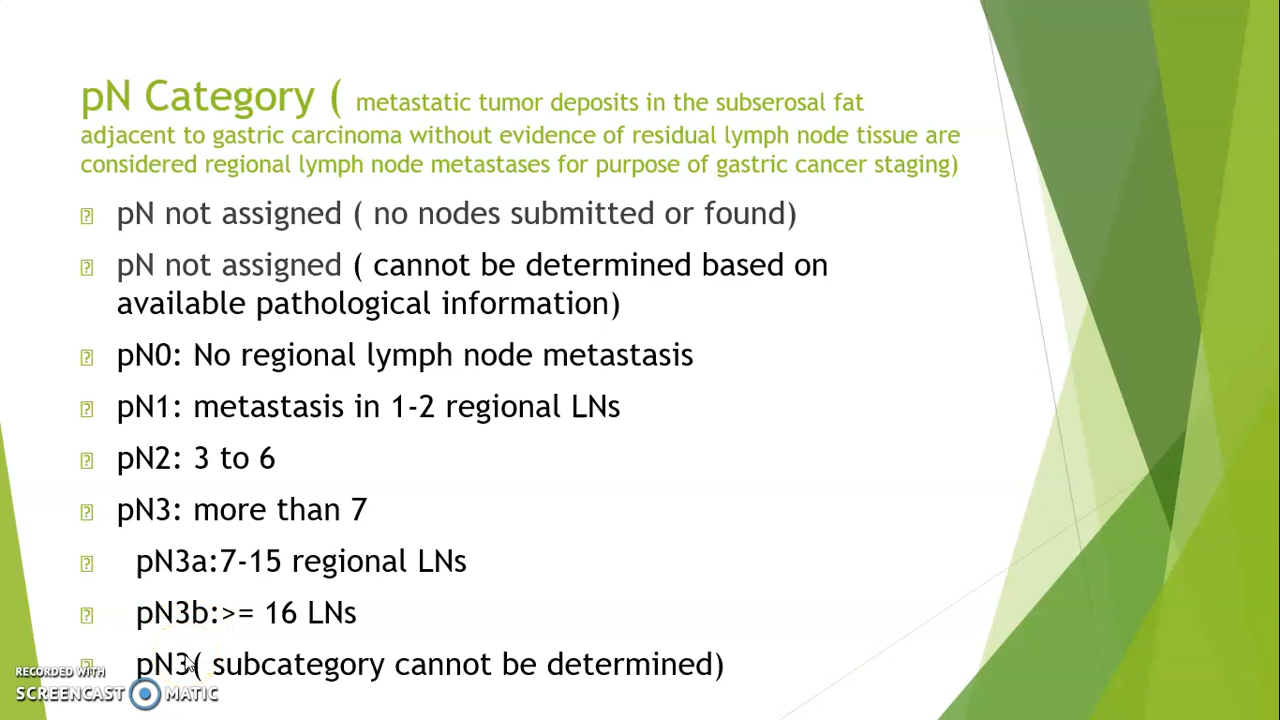 pN Category ( metastatic tumor deposits in the subserosal fat
adjacent to gastric carcinoma without evidence of residual lymph node tissue are
considered regional lymph node metastases for purpose of gastric cancer staging)
pN not assigned ( no nodes submitted or found)
pN not assigned ( cannot be determined based on
available pathological information)
pN0: No regional lymph node metastasis
pN1: metastasis in 1-2 regional LNs
pN2: 3 to 6
pN3: more than 7
pN3a:7-15 regional LNs
pN3b:>= 16 LNs
pN3( subcategory cannot be determined)
RECORDED WITH
SCREENCAST MATIC